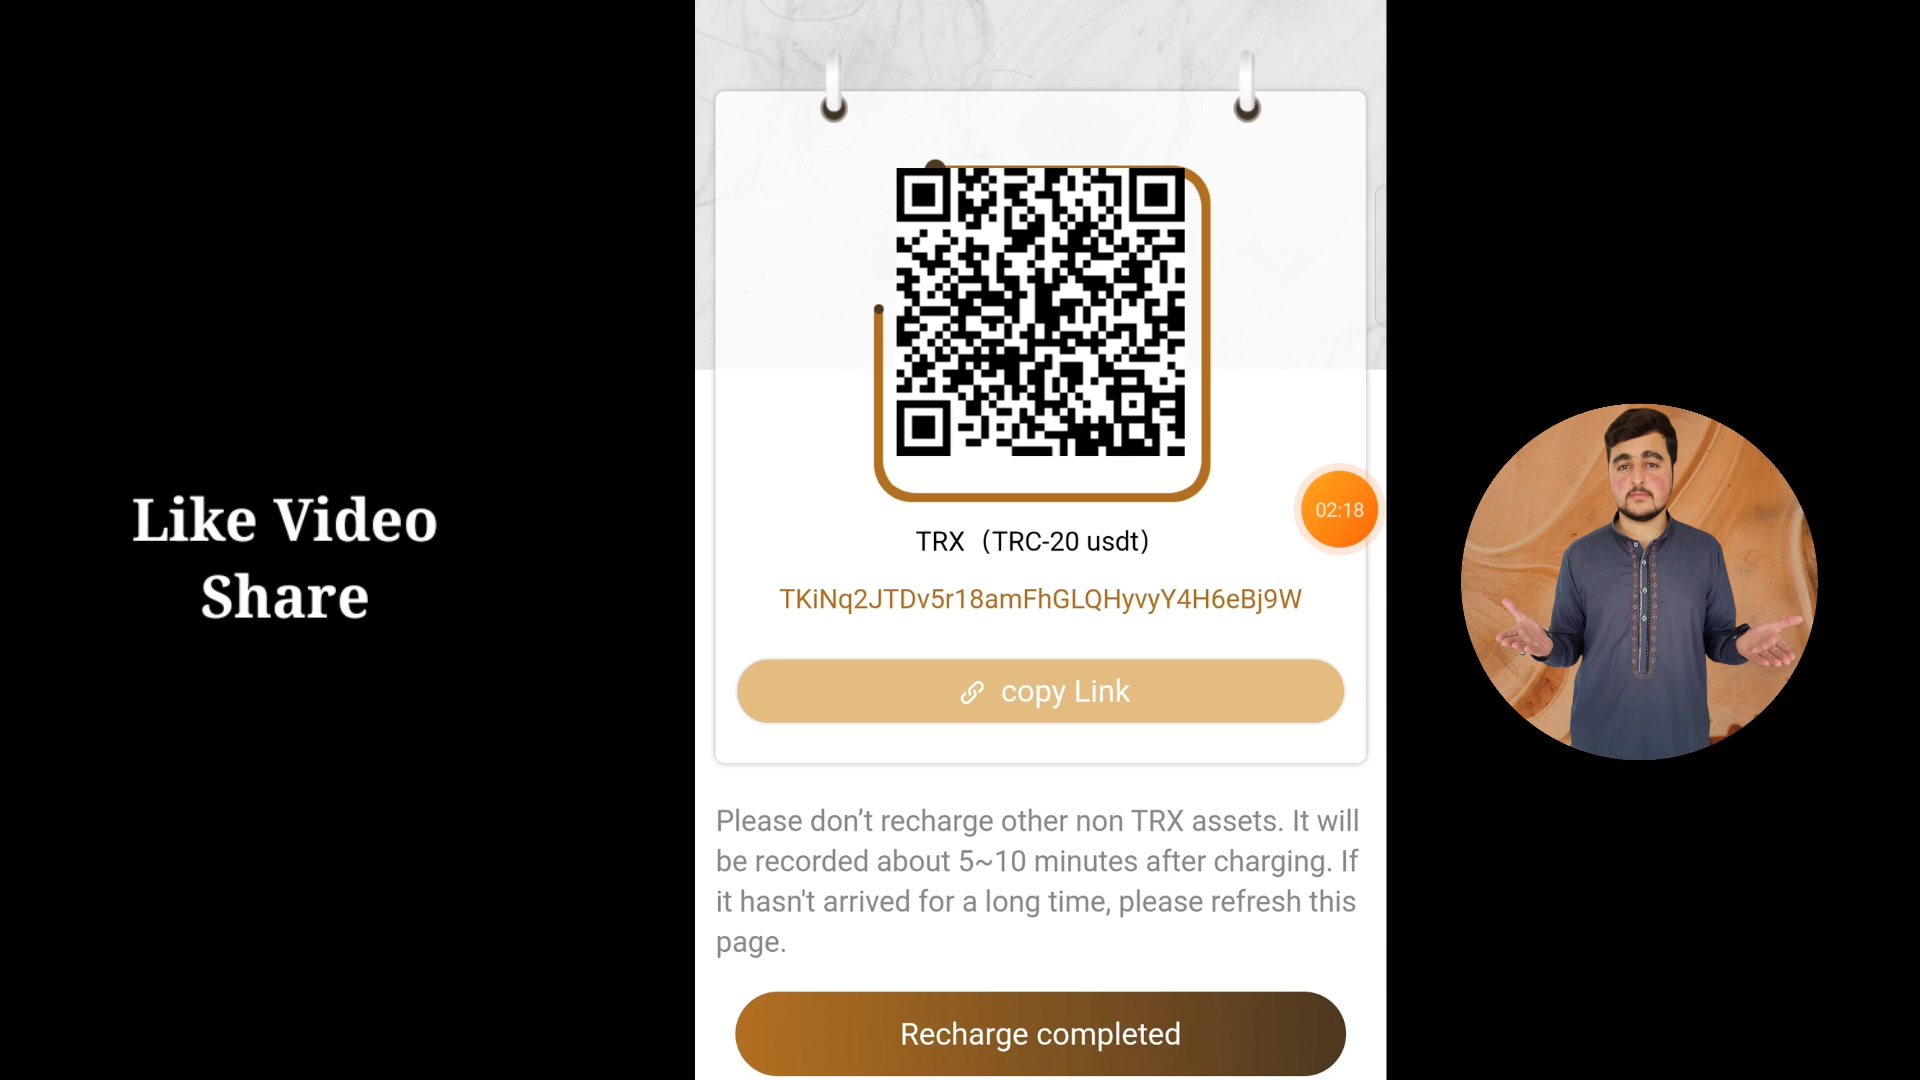 Like Video
Share
TRX（TRC-20 usdt）
02:18
TKiNq2JTDv5r18amFhGLQHyvyY4H6eBj9W
copy Link
Please don’t recharge other non TRX assets. It will
be recorded about 5~10 minutes after charging. If
it hasn't arrived for a long time, please refresh this
page.
Recharge completed